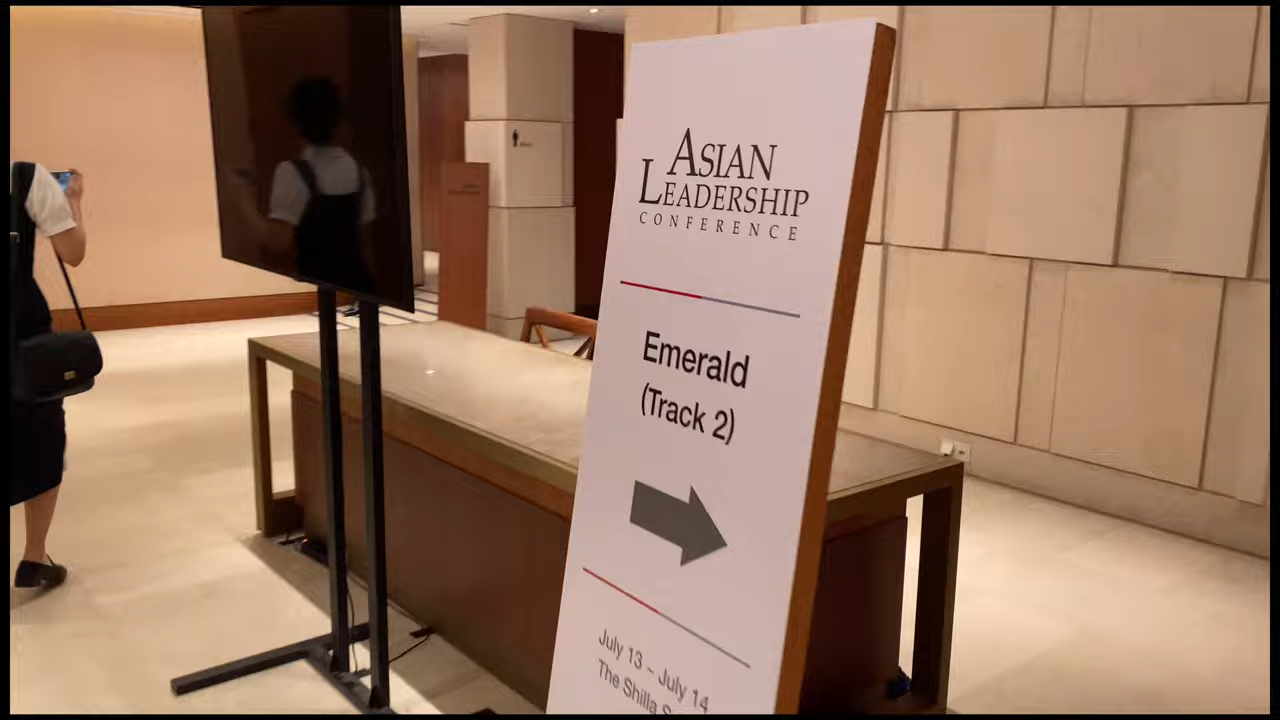 ASIAN
LEADERSHIP
CONFERENCE
Emerald
(Track 2)
July 13 – July 14
The Shilla